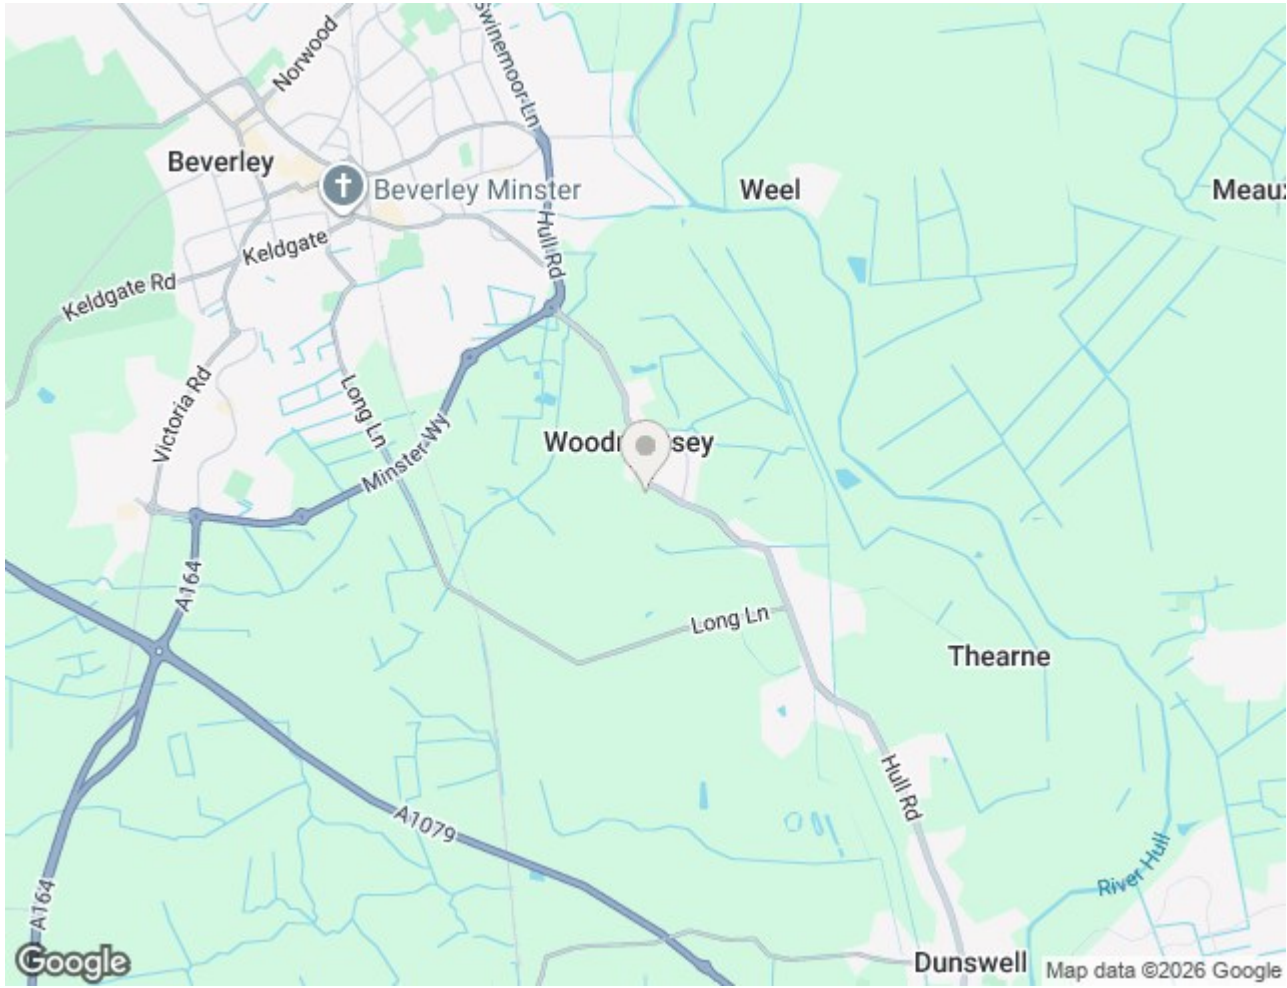 Swinemoor Ln
Norwood
Beverley
Beverley Minster
Weel
Meaux
Keldgate
Hull Rd
Keldgate Rd
Victoria Rd
Long Ln
Minster Wy
A164
Long Ln
Thearne
A1079
Hull Rd
River Hull
A164
Dunswell
Google
Map data ©2026 Google